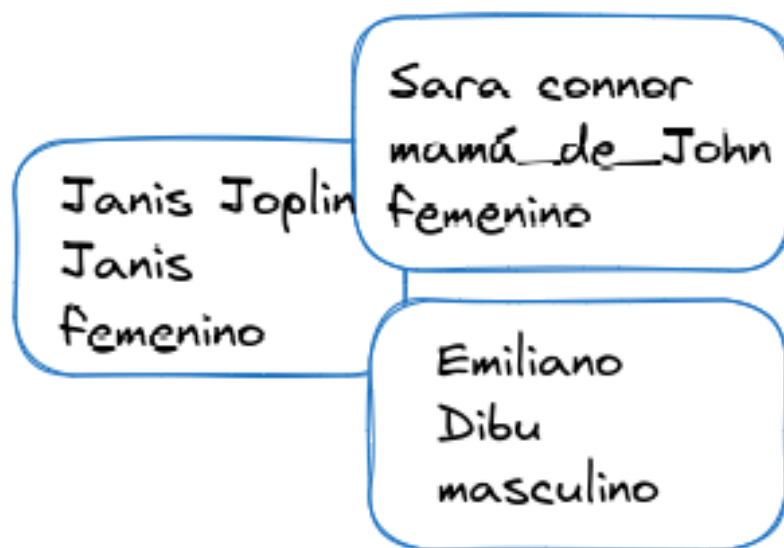 Janis Joplin
Janis
femenino
Sara connor
mamá_de_John
femenino
Emiliano
Dibu
masculino